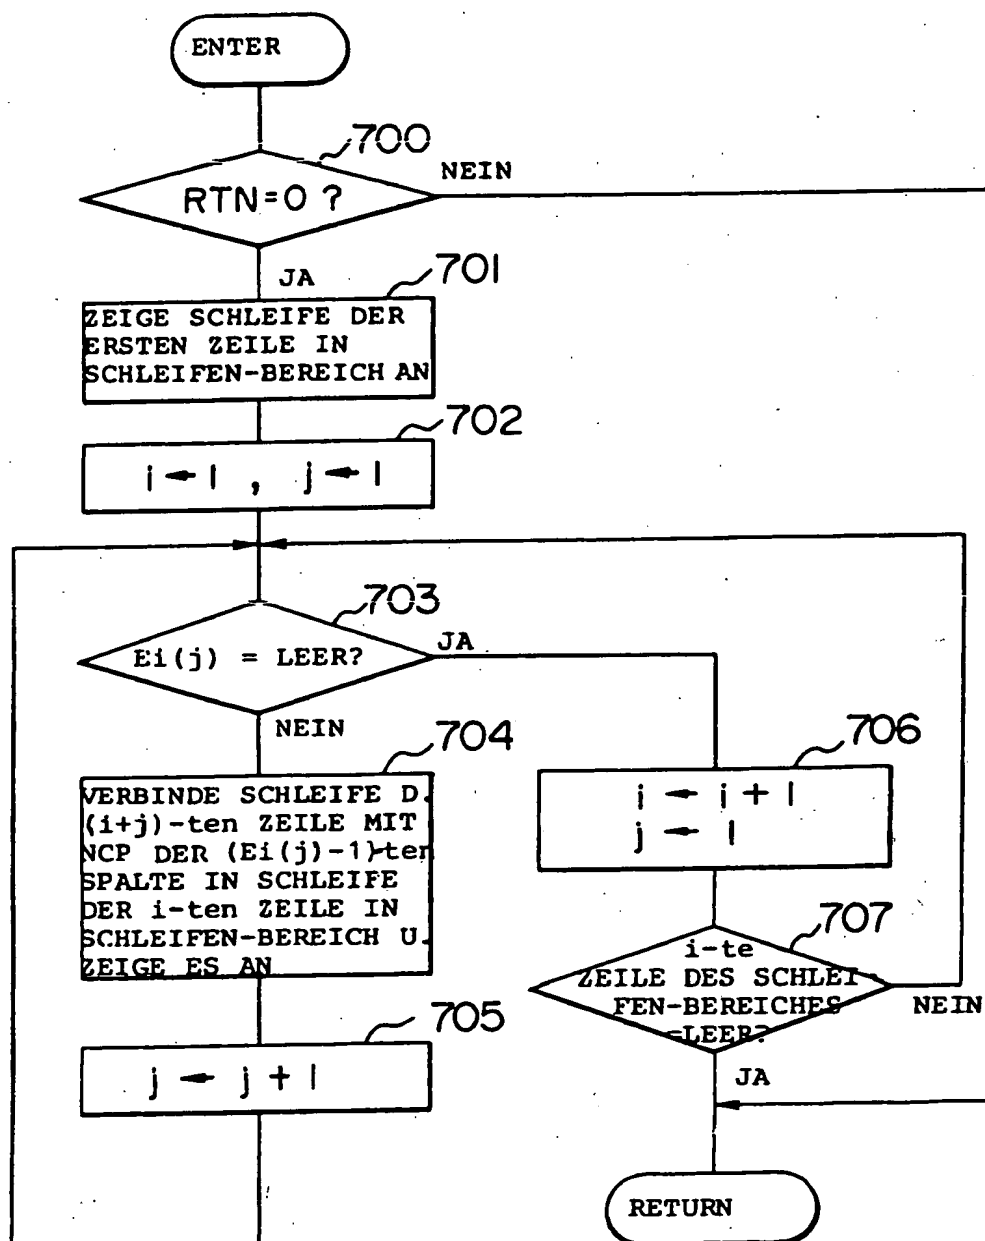 ENTER
700
RTN=0 ?
NEIN
JA
701
ZEIGE SCHLEIFE DER
ERSTEN ZEILE IN
SCHLEIFEN-BEREICH AN
702
i ← 1 , j ← 1
703
Ei(j) = LEER?
JA
NEIN
704
VERBINDE SCHLEIFE D.
(i+j)-ten ZEILE MIT
NCP DER (Ei(j)-1)-ten
SPALTE IN SCHLEIFE
DER i-ten ZEILE IN
SCHLEIFEN-BEREICH U.
ZEIGE ES AN
705
j ← j + 1
706
i ← i + 1
j ← 1
707
i-te
ZEILE DES SCHLEI-
FEN-BEREICHES
=LEER?
NEIN
JA
RETURN